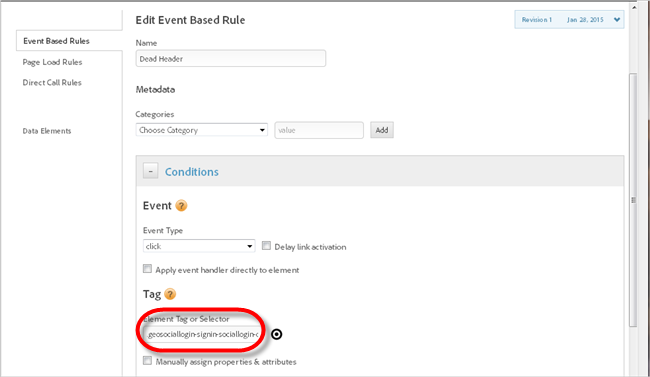 Edit Event Based Rule
Revision 1 Jan 28, 2015
Event Based Rules
Page Load Rules
Direct Call Rules
Data Elements
Name
Dead Header
Metadata
Categories
Choose Category value Add
- Conditions
Event ?
Event Type
click Delay link activation
Apply event handler directly to element
Tag ?
Element Tag or Selector
geosociallogin-signin-sociallogin-
Manually assign properties & attributes